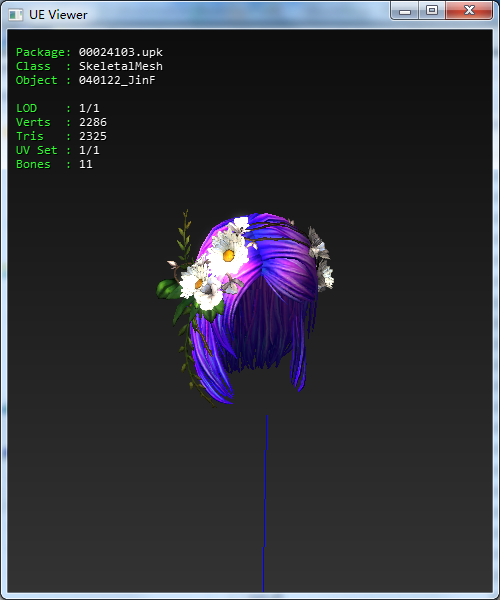 UE Viewer
Package: 00024103.upk
Class : SkeletalMesh
Object : 040122_JinF
LOD : 1/1
Verts : 2286
Tris : 2325
UV Set : 1/1
Bones : 11